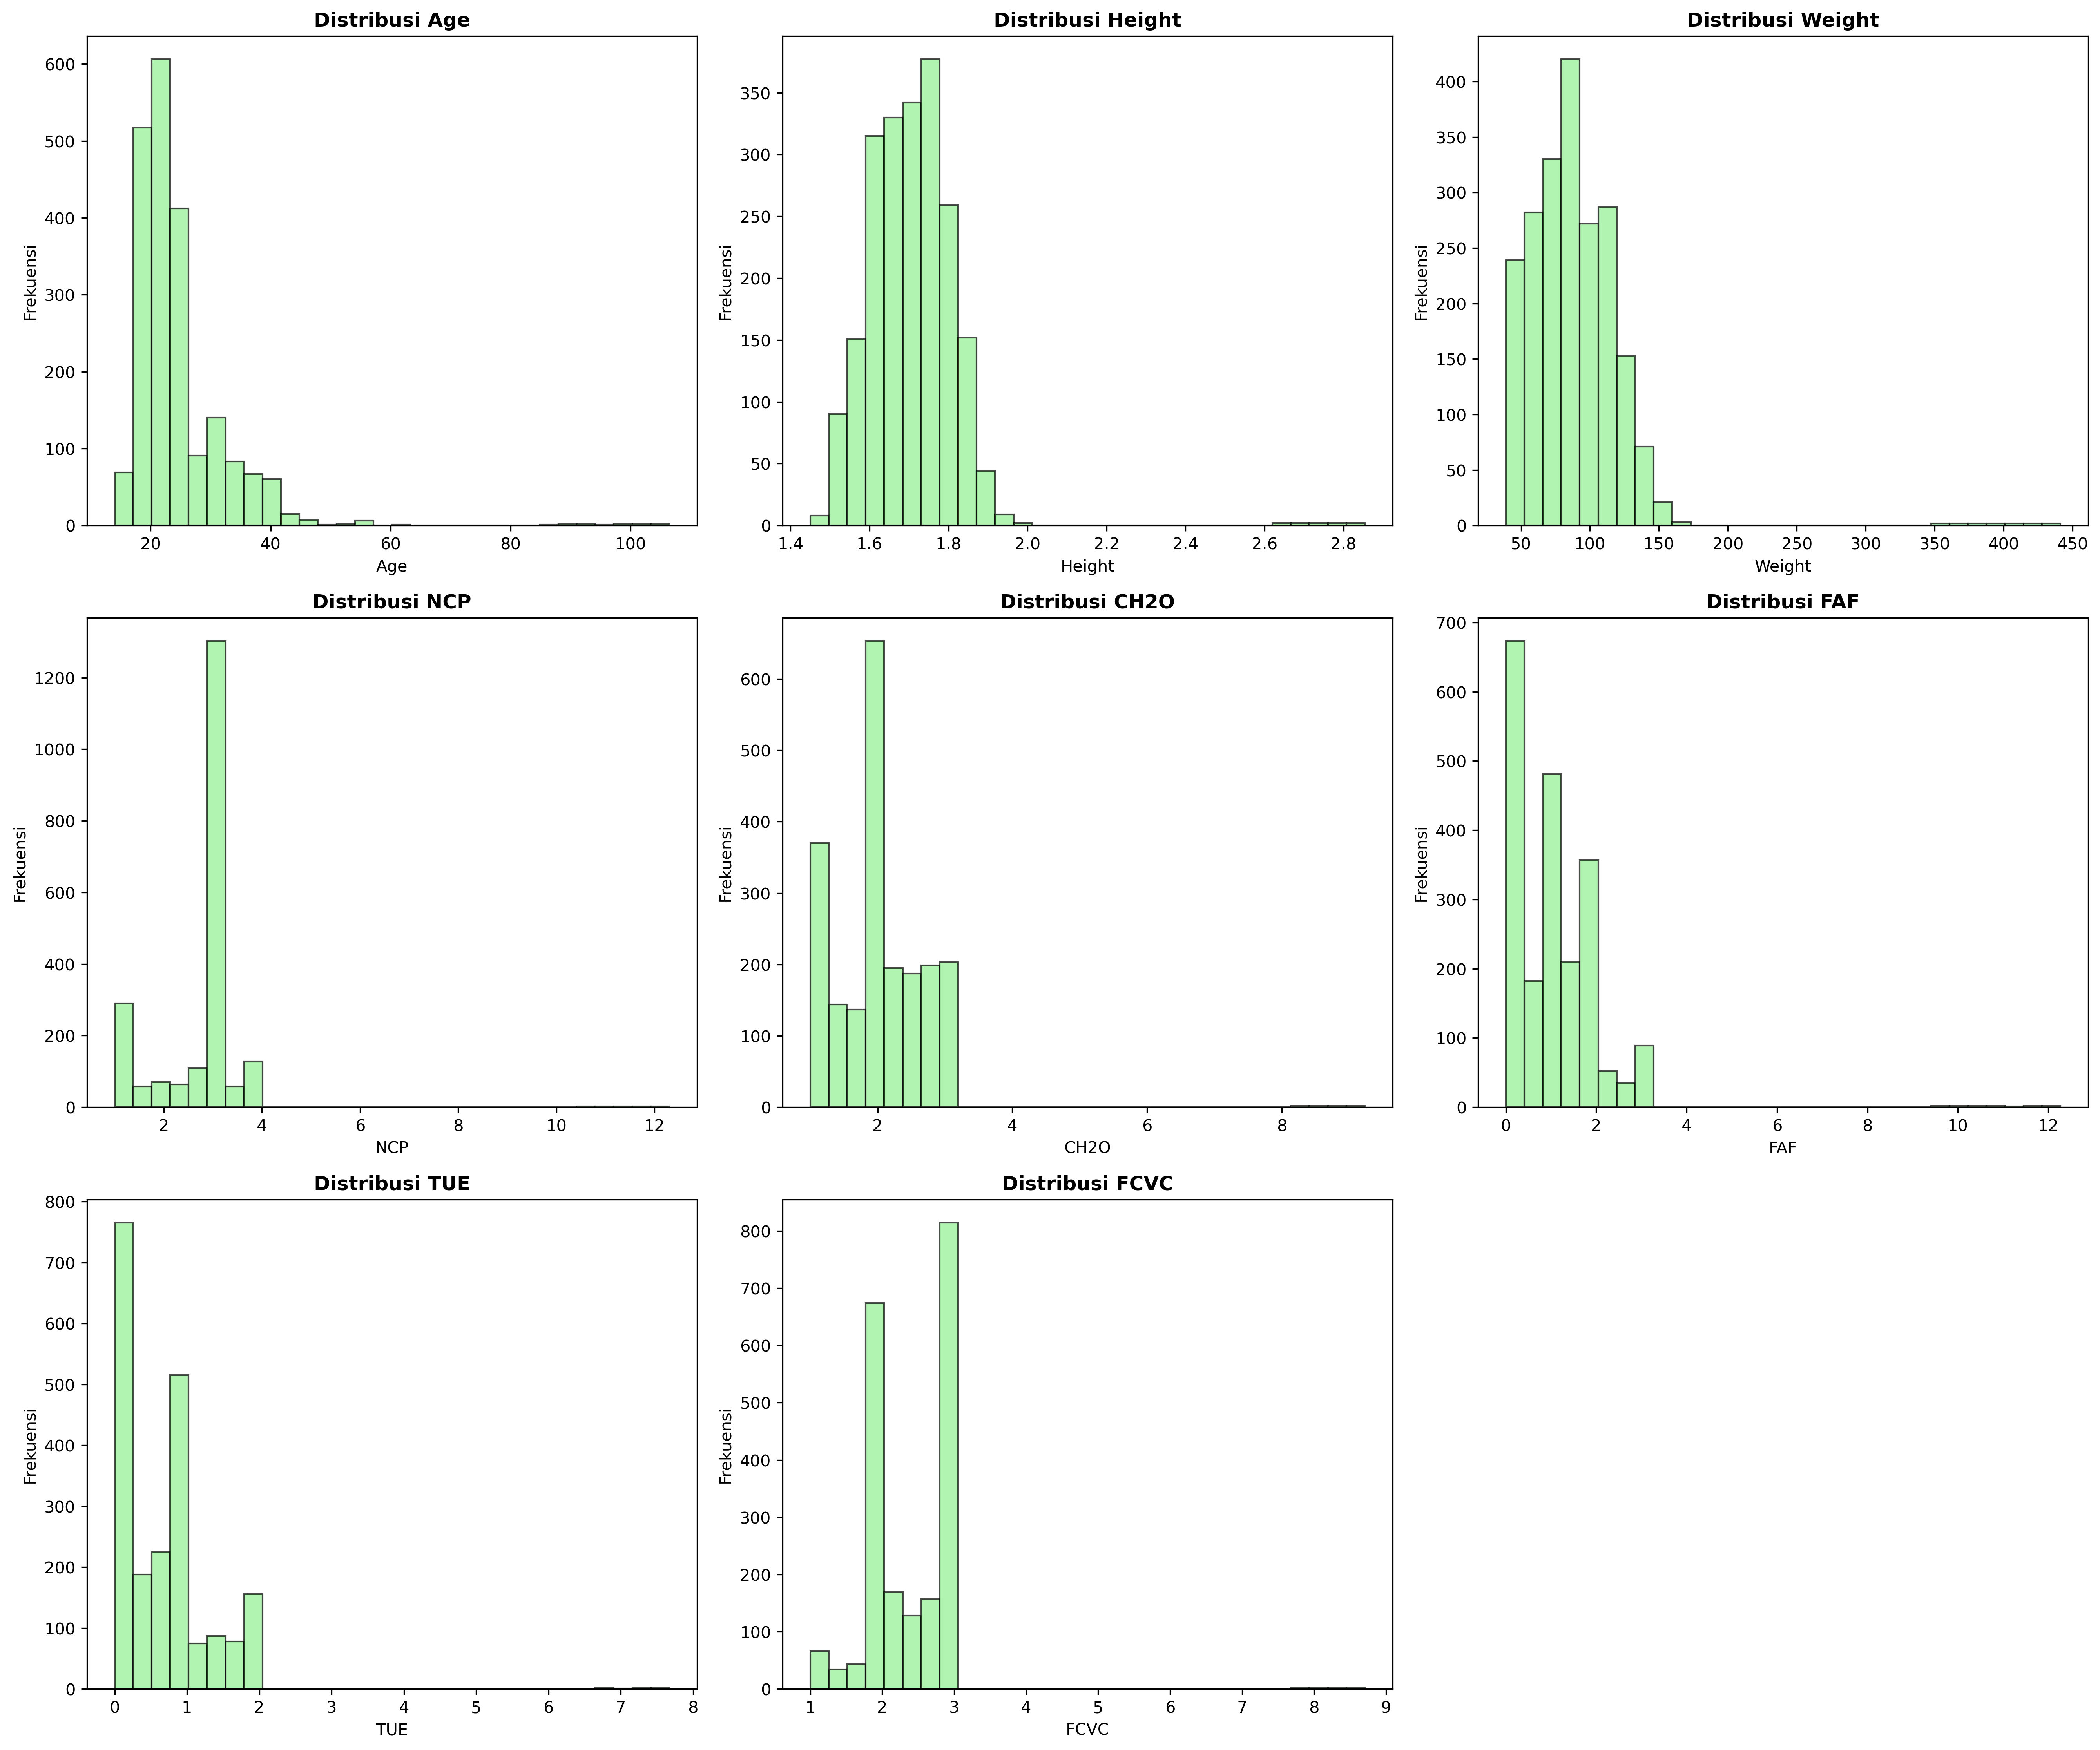 Distribusi Age
Frekuensi
600
500
400
300
200
100
0
20 40 60 80 100
Age
Distribusi Height
Frekuensi
350
300
250
200
150
100
50
0
1.4 1.6 1.8 2.0 2.2 2.4 2.6 2.8
Height
Distribusi Weight
Frekuensi
400
350
300
250
200
150
100
50
0
50 100 150 200 250 300 350 400 450
Weight
Distribusi NCP
Frekuensi
1200
1000
800
600
400
200
0
2 4 6 8 10 12
NCP
Distribusi CH2O
Frekuensi
600
500
400
300
200
100
0
2 4 6 8
CH2O
Distribusi FAF
Frekuensi
700
600
500
400
300
200
100
0
0 2 4 6 8 10 12
FAF
Distribusi TUE
Frekuensi
800
700
600
500
400
300
200
100
0
0 1 2 3 4 5 6 7 8
TUE
Distribusi FCVC
Frekuensi
800
700
600
500
400
300
200
100
0
1 2 3 4 5 6 7 8 9
FCVC